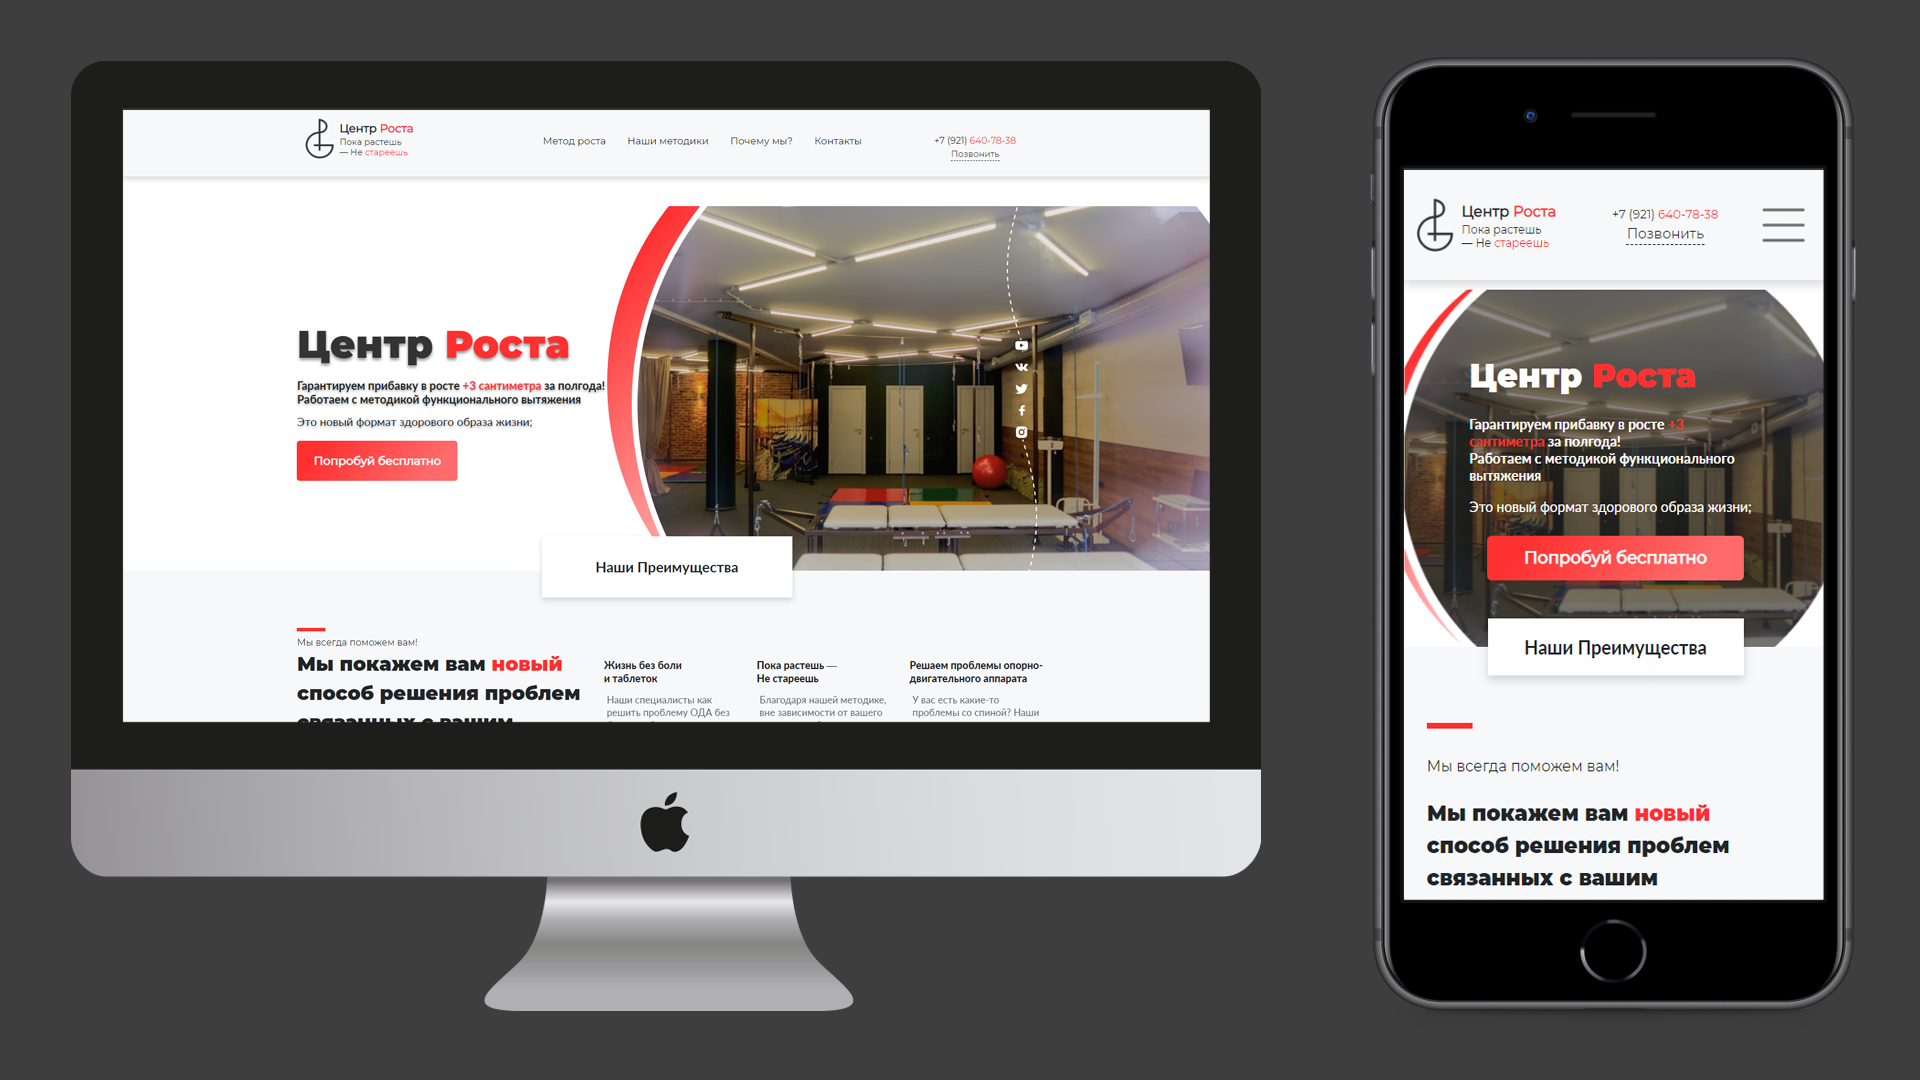 Центр Роста
Пока растешь
— Не стареешь
Метод роста
Наши методики
Почему мы?
Контакты
+7 (921) 640-78-38
Позвонить
Центр Роста
Гарантируем прибавку в росте +3 сантиметра за полгода!
Работаем с методикой функционального вытяжения
Это новый формат здорового образа жизни;
Попробуй бесплатно
Наши Преимущества
Мы всегда поможем вам!
Мы покажем вам новый
способ решения проблем
связанных с вашим
Жизнь без боли
и таблеток
Наши специалисты как
решить проблему ОДА без
Пока растешь —
Не стареешь
Благодаря нашей методике,
вне зависимости от вашего
Решаем проблемы опорно-
двигательного аппарата
У вас есть какие-то
проблемы со спиной? Наши
Центр Роста
Пока растешь
— Не стареешь
+7 (921) 640-78-38
Позвонить
Центр Роста
Гарантируем прибавку в росте +3
сантиметра за полгода!
Работаем с методикой функционального
вытяжения
Это новый формат здорового образа жизни;
Попробуй бесплатно
Наши Преимущества
Мы всегда поможем вам!
Мы покажем вам новый
способ решения проблем
связанных с вашим